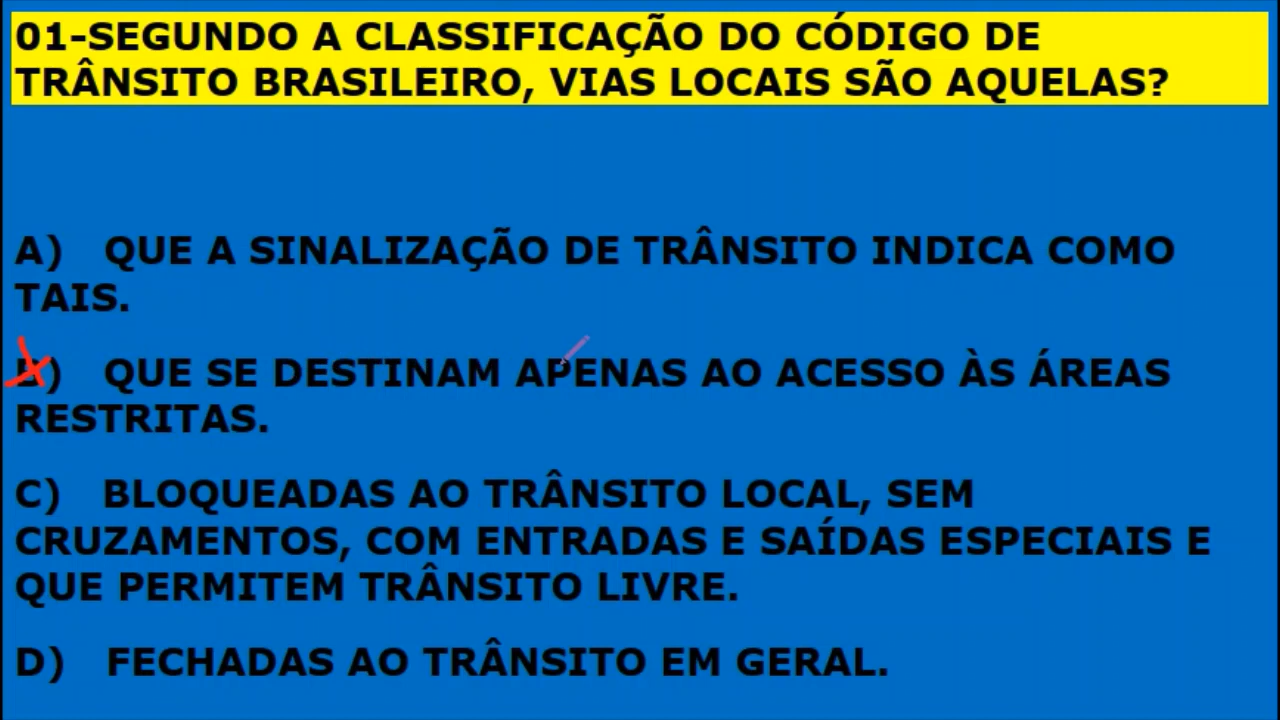 01-SEGUNDO A CLASSIFICAÇÃO DO CÓDIGO DE
TRÂNSITO BRASILEIRO, VIAS LOCAIS SÃO AQUELAS?
A) QUE A SINALIZAÇÃO DE TRÂNSITO INDICA COMO
TAIS.
B) QUE SE DESTINAM APENAS AO ACESSO ÀS ÁREAS
RESTRITAS.
C) BLOQUEADAS AO TRÂNSITO LOCAL, SEM
CRUZAMENTOS, COM ENTRADAS E SAÍDAS ESPECIAIS E
QUE PERMITEM TRÂNSITO LIVRE.
D) FECHADAS AO TRÂNSITO EM GERAL.